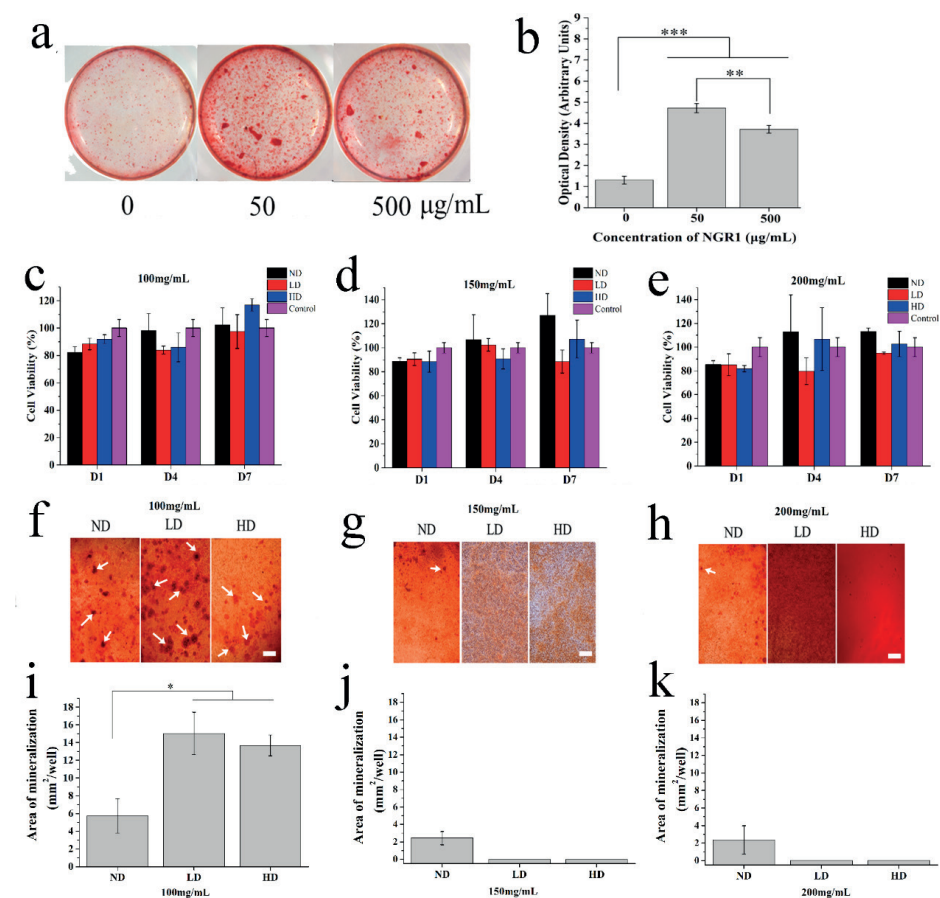 a
0
50
500 μg/mL
b
***
**
Optical Density (Arbitrary Units)
9
8
7
6
5
4
3
2
1
0
0
50
500
Concentration of NGR1 (μg/mL)
c
100mg/mL
ND
LD
HD
Control
Cell Viability (%)
120
100
80
60
40
20
0
D1
D4
D7
d
150mg/mL
ND
LD
HD
Control
Cell Viability (%)
140
120
100
80
60
40
20
0
D1
D4
D7
e
200mg/mL
ND
LD
HD
Control
Cell Viability (%)
140
120
100
80
60
40
20
0
D1
D4
D7
f
100mg/mL
ND
LD
HD
g
150mg/mL
ND
LD
HD
h
200mg/mL
ND
LD
HD
i
*
Area of mineralization
(mm²/well)
18
16
14
12
10
8
6
4
2
0
ND
LD
HD
100mg/mL
j
Area of mineralization
(mm²/well)
18
16
14
12
10
8
6
4
2
0
ND
LD
HD
150mg/mL
k
Area of mineralization
(mm²/well)
18
16
14
12
10
8
6
4
2
0
ND
LD
HD
200mg/mL